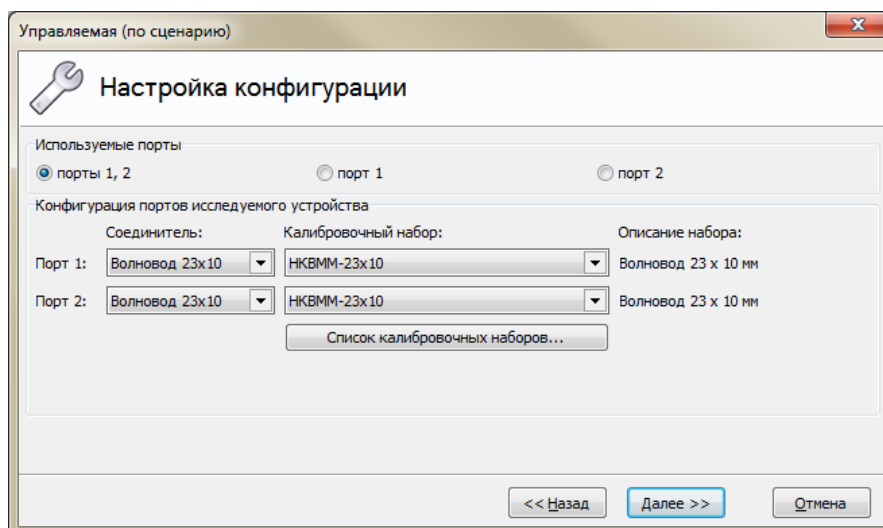 Управляемая (по сценарию)
Настройка конфигурации
Используемые порты
порты 1, 2 порт 1 порт 2
Конфигурация портов исследуемого устройства
Соединитель: Калибровочный набор: Описание набора:
Порт 1: Волновод 23x10 НКВММ-23x10 Волновод 23 x 10 мм
Порт 2: Волновод 23x10 НКВММ-23x10 Волновод 23 x 10 мм
Список калибровочных наборов...
<< Назад Далее >> Отмена